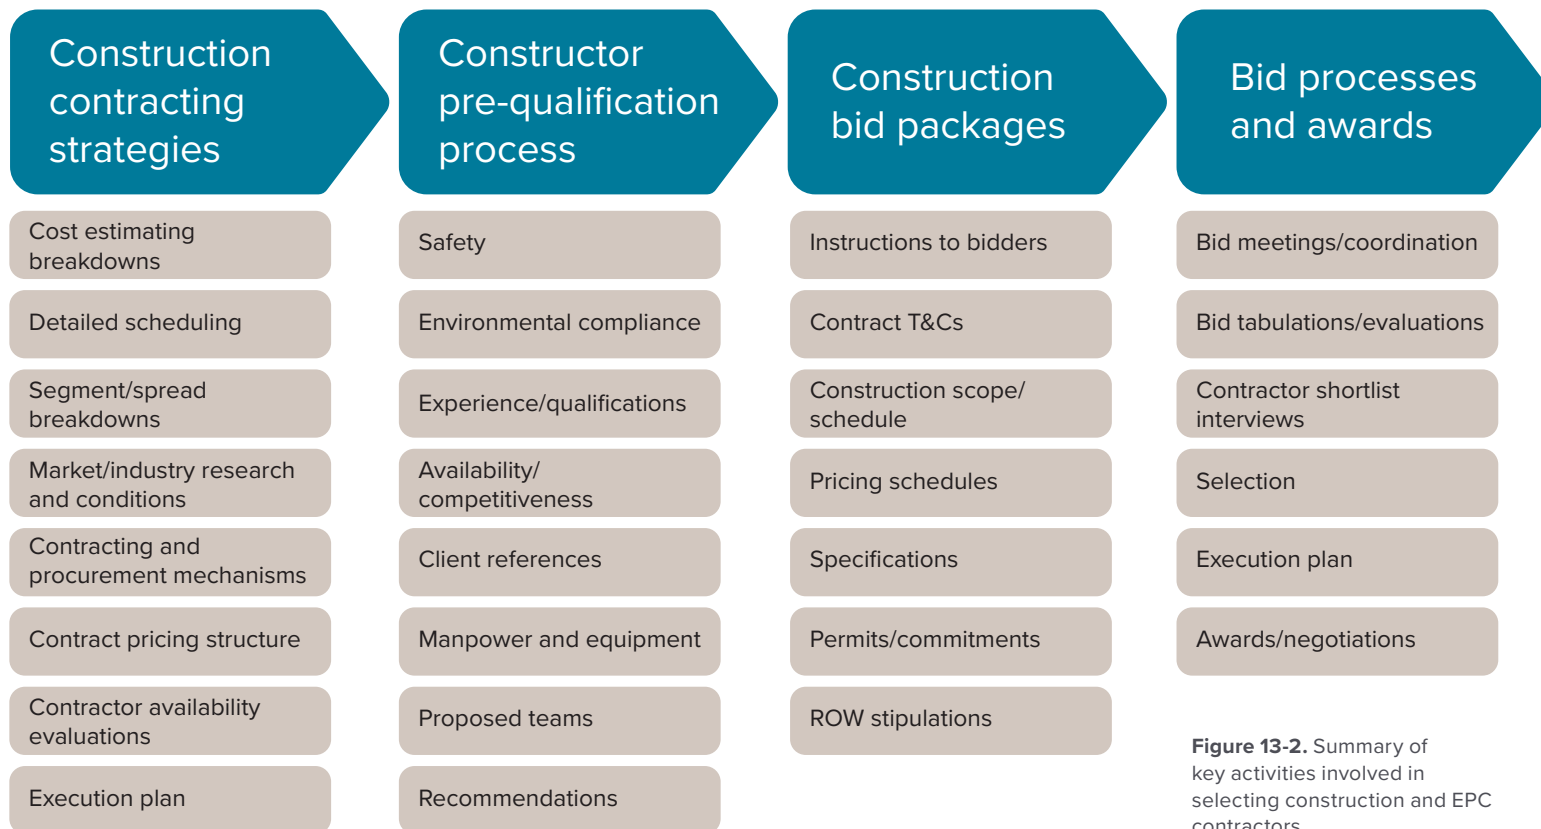 Construction
contracting
strategies
Cost estimating
breakdowns
Detailed scheduling
Segment/spread
breakdowns
Market/industry research
and conditions
Contracting and
procurement mechanisms
Contract pricing structure
Contractor availability
evaluations
Execution plan
Constructor
pre-qualification
process
Safety
Environmental compliance
Experience/qualifications
Availability/
competitiveness
Client references
Manpower and equipment
Proposed teams
Recommendations
Construction
bid packages
Instructions to bidders
Contract T&Cs
Construction scope/
schedule
Pricing schedules
Specifications
Permits/commitments
ROW stipulations
Bid processes
and awards
Bid meetings/coordination
Bid tabulations/evaluations
Contractor shortlist
interviews
Selection
Execution plan
Awards/negotiations
Figure 13-2. Summary of
key activities involved in
selecting construction and EPC
contractors